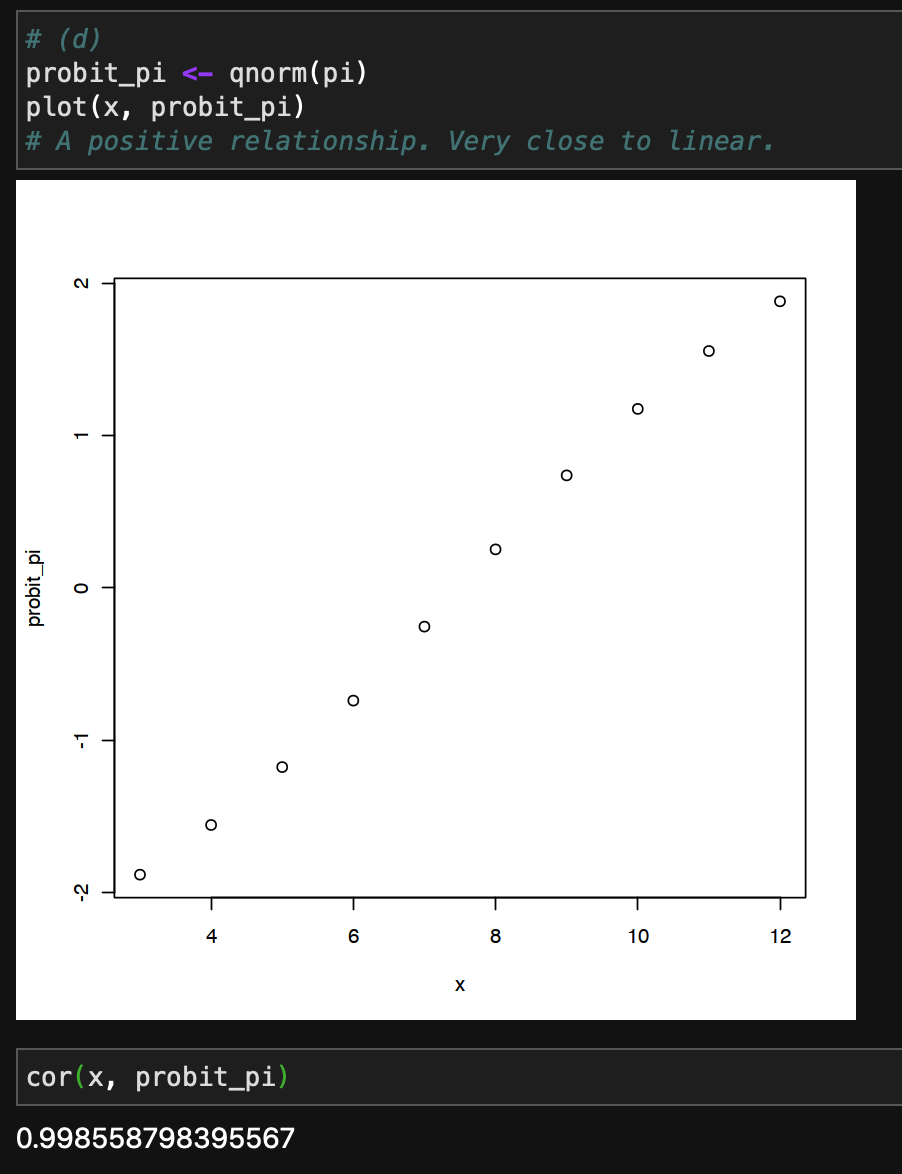 # (d)
probit_pi <- qnorm(pi)
plot(x, probit_pi)
# A positive relationship. Very close to linear.
2
1
0
-1
-2
probit_pi
4 6 8 10 12
x
cor(x, probit_pi)
0.998558798395567